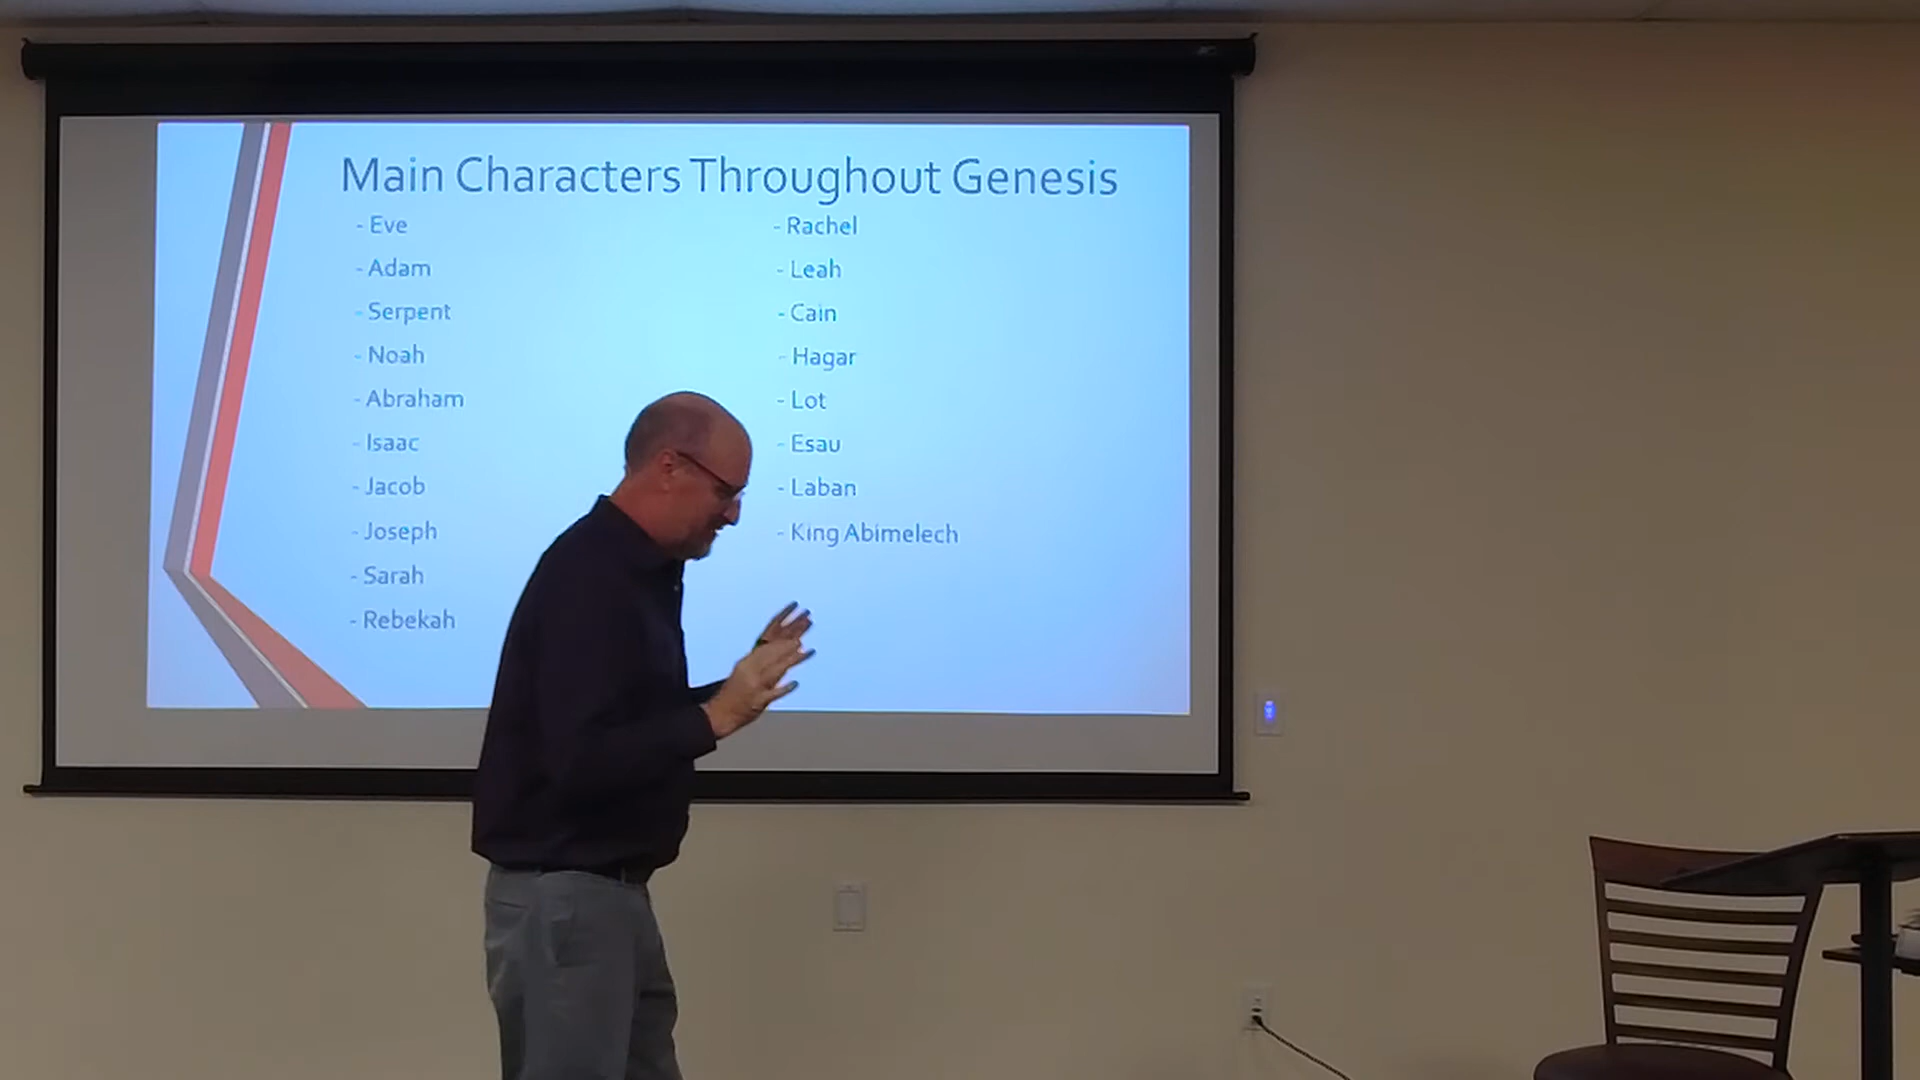 Main Characters Throughout Genesis
- Eve
- Adam
- Serpent
- Noah
- Abraham
- Isaac
- Jacob
- Joseph
- Sarah
- Rebekah
- Rachel
- Leah
- Cain
- Hagar
- Lot
- Esau
- Laban
- King Abimelech